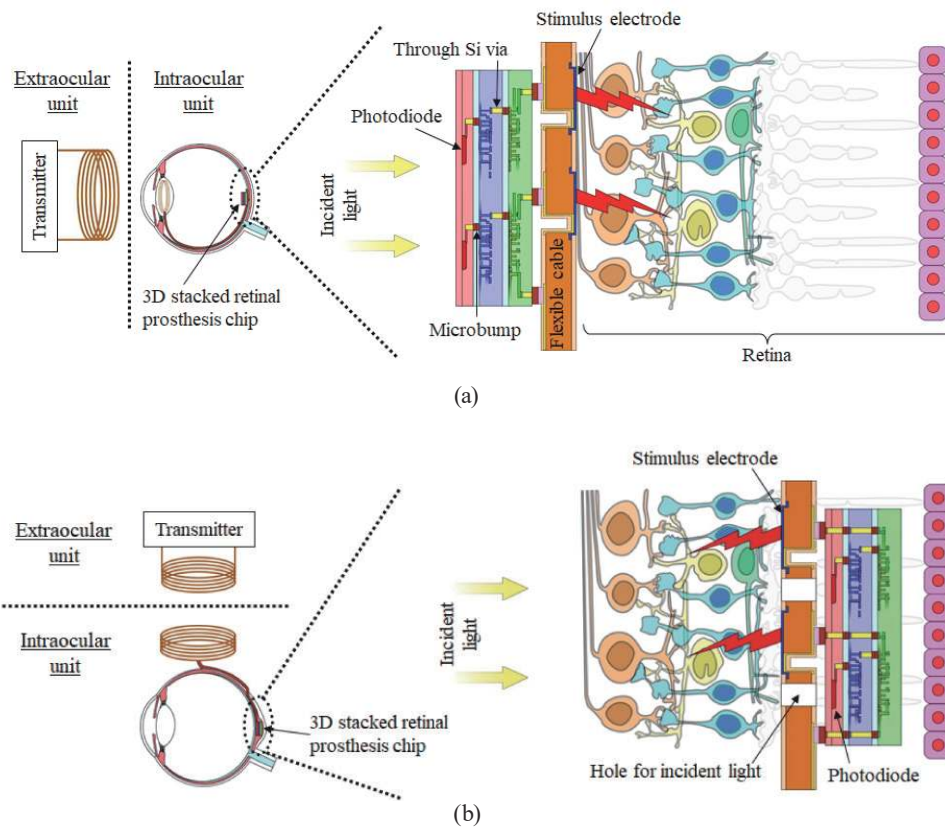 Stimulus electrode
Through Si via
Extraocular
unit
Intraocular
unit
Photodiode
Transmitter
Incident
light
3D stacked retinal
prosthesis chip
Microbump
Flexible cable
Retina
(a)
Stimulus electrode
Extraocular
unit
Transmitter
Intraocular
unit
Incident
light
3D stacked retinal
prosthesis chip
Hole for incident light
Photodiode
(b)